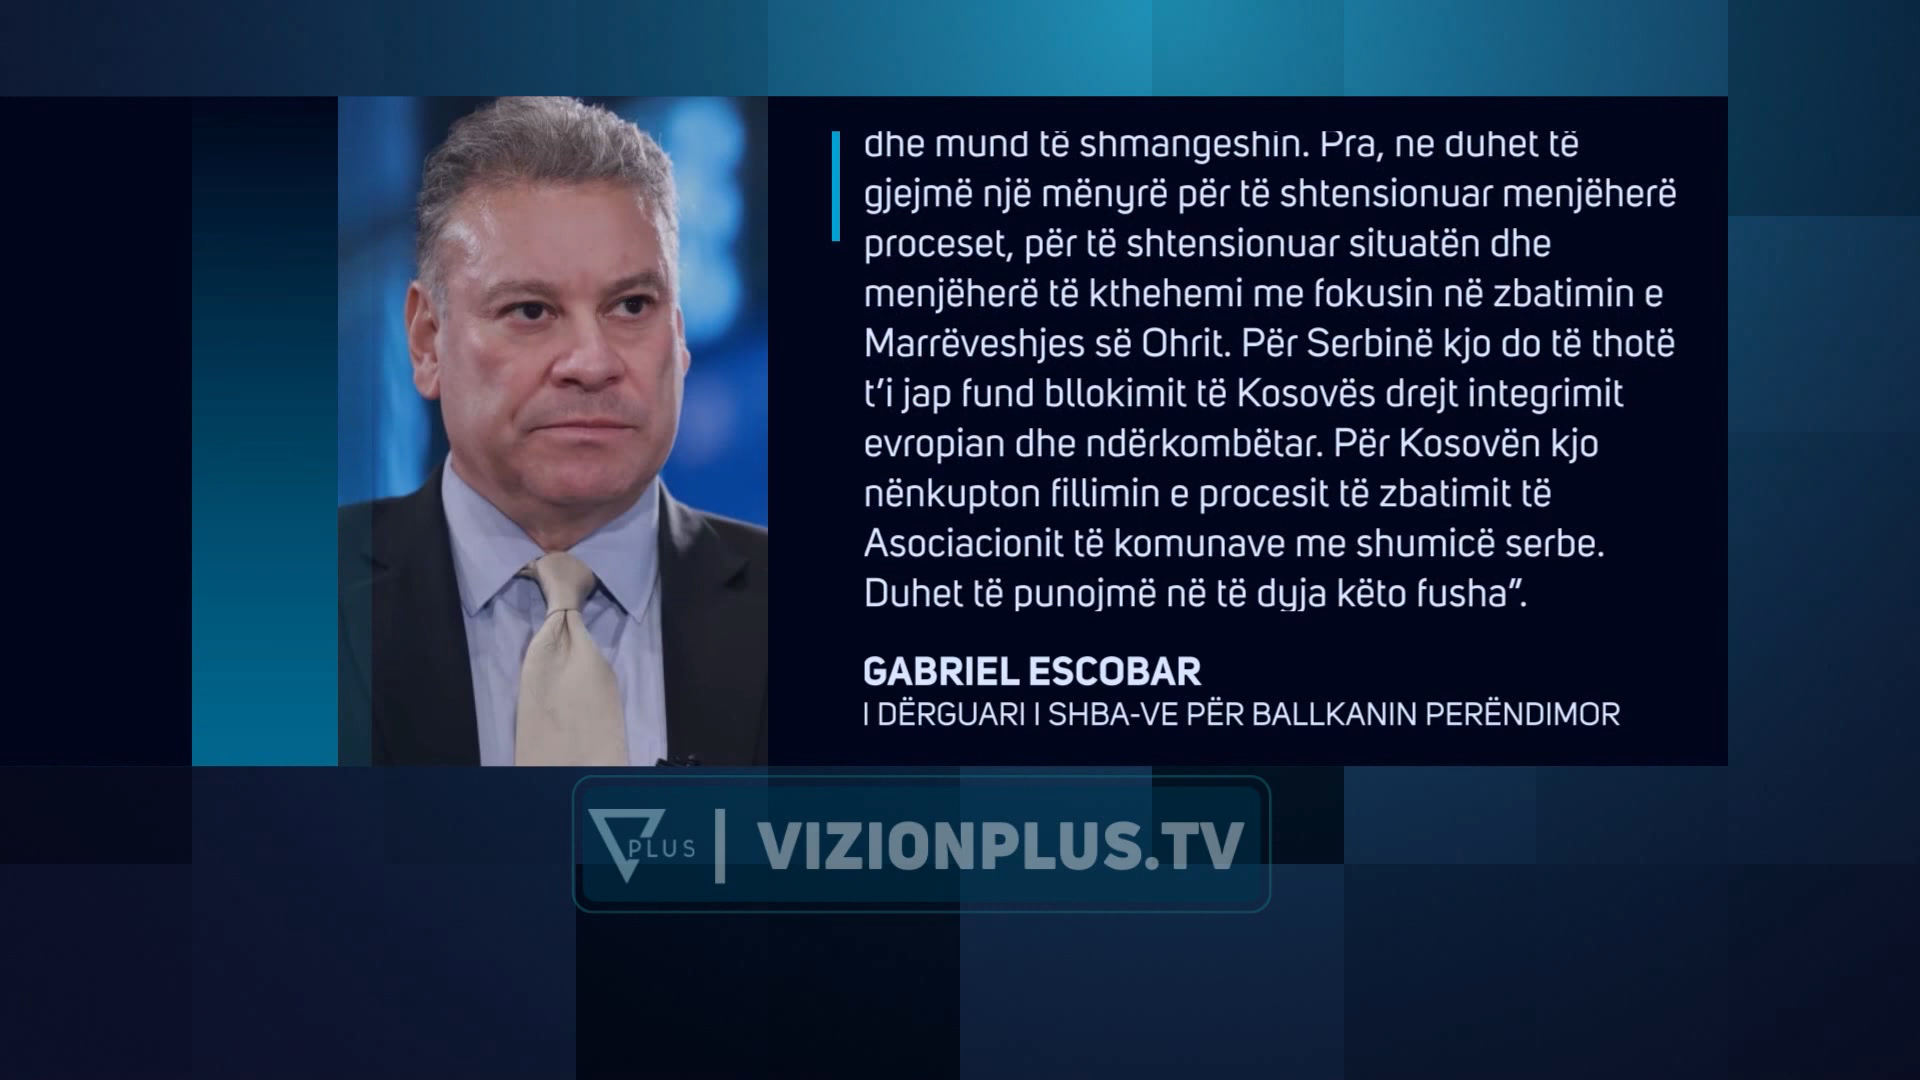 dhe mund të shmangeshin. Pra, ne duhet të
gjejmë një mënyrë për të shtensionuar menjëherë
proceset, për të shtensionuar situatën dhe
menjëherë të kthehemi me fokusin në zbatimin e
Marrëveshjes së Ohrit. Për Serbinë kjo do të thotë
t’i jap fund bllokimit të Kosovës drejt integrimit
evropian dhe ndërkombëtar. Për Kosovën kjo
nënkupton fillimin e procesit të zbatimit të
Asociacionit të komunave me shumicë serbe.
Duhet të punojmë në të dyja këto fusha”.
GABRIEL ESCOBAR
I DËRGUARI I SHBA-VE PËR BALLKANIN PERËNDIMOR
PLUS | VIZIONPLUS.TV